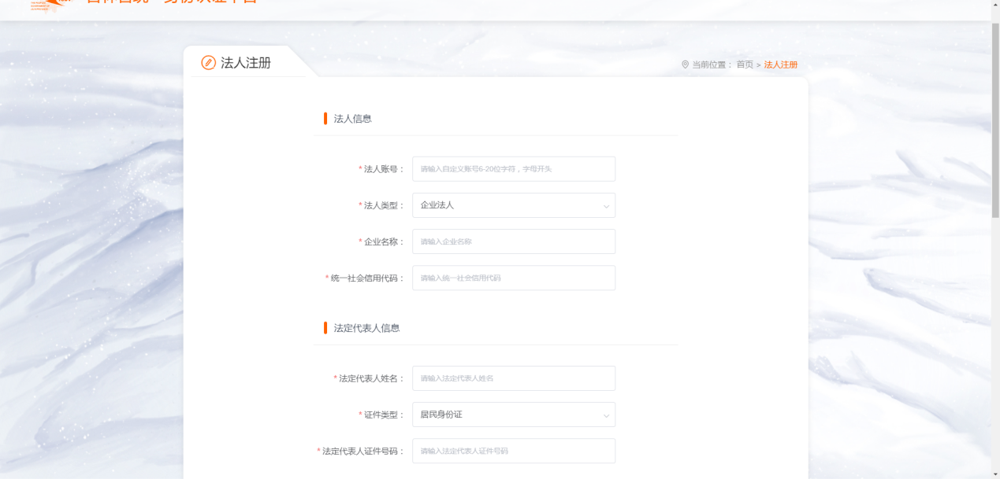 法人注册
当前位置： 首页 > 法人注册
法人信息
*法人账号：
请输入自定义账号6-20位字符，字母开头
*法人类型：
企业法人
*企业名称：
请输入企业名称
*统一社会信用代码：
请输入统一社会信用代码
法定代表人信息
*法定代表人姓名：
请输入法定代表人姓名
*证件类型：
居民身份证
*法定代表人证件号码：
请输入法定代表人证件号码